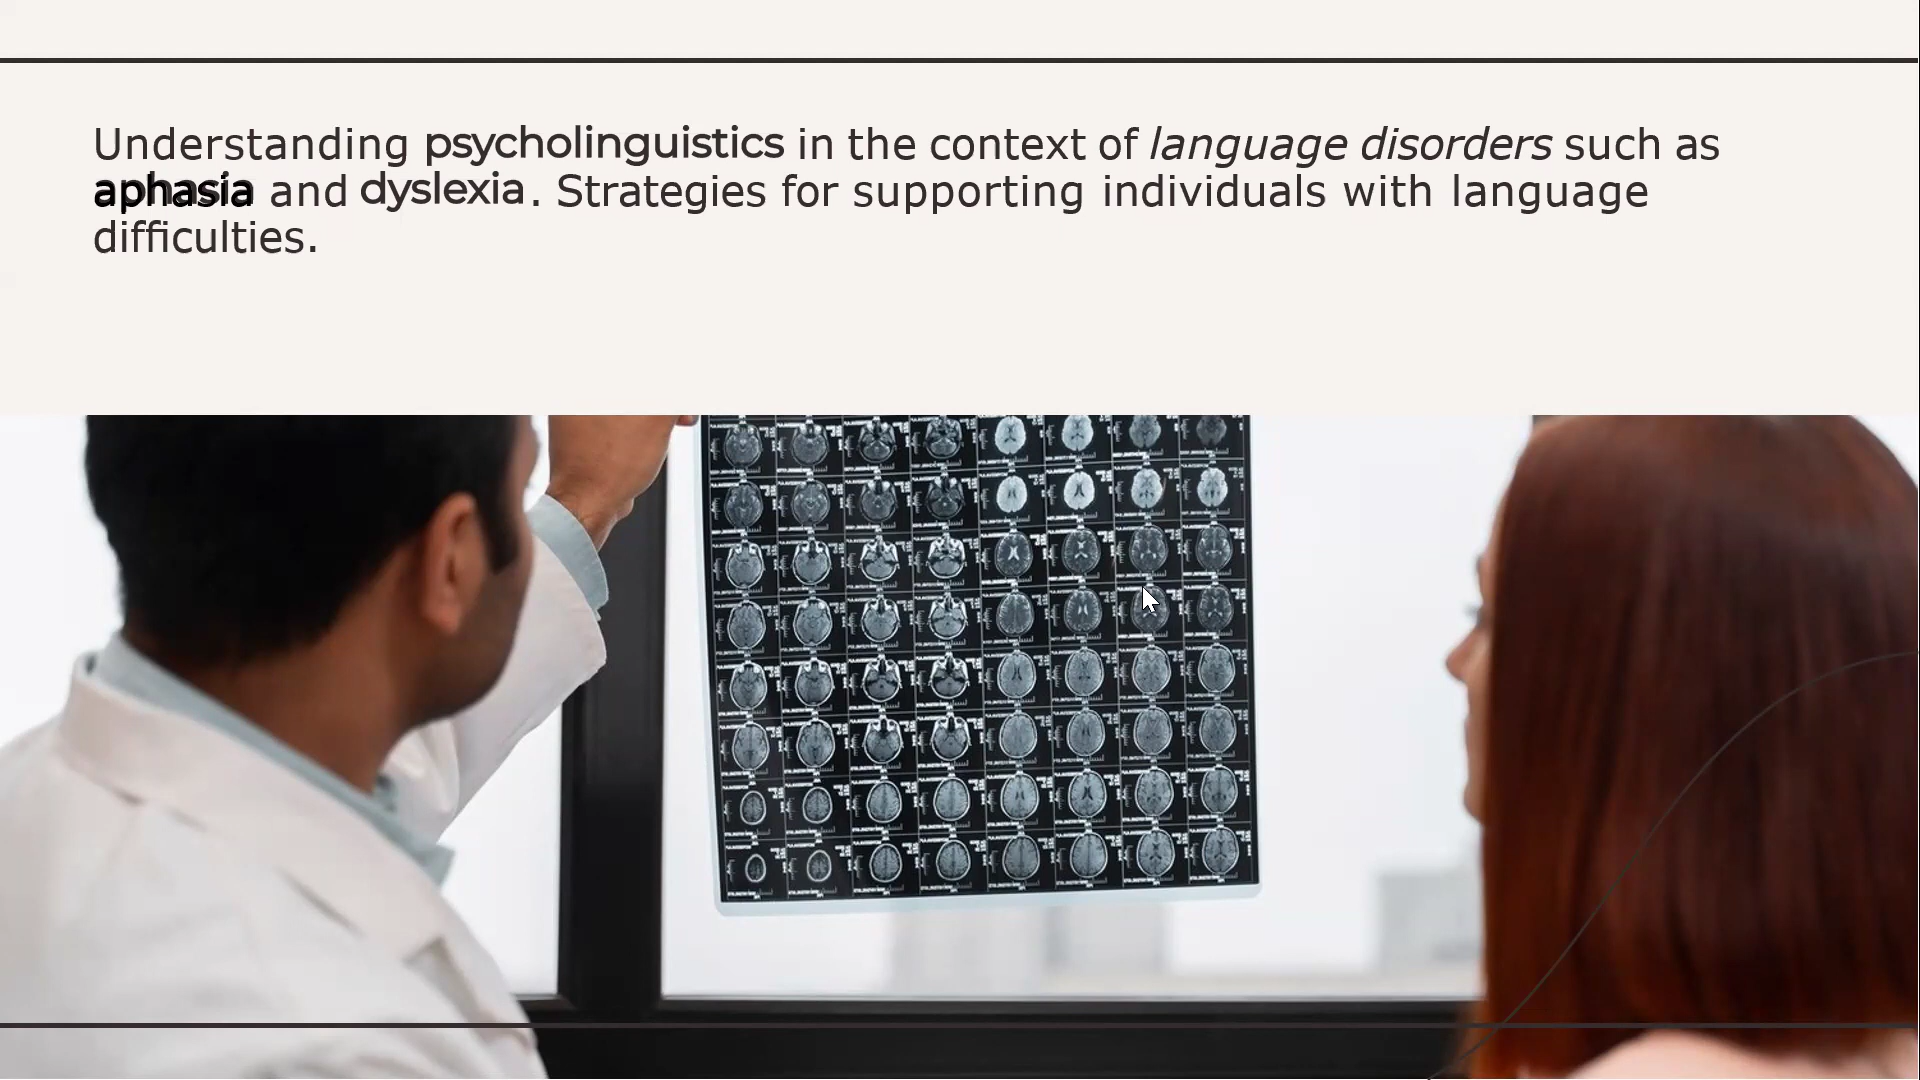 Understanding psycholinguistics in the context of language disorders such as
aphasia and dyslexia. Strategies for supporting individuals with language
difficulties.